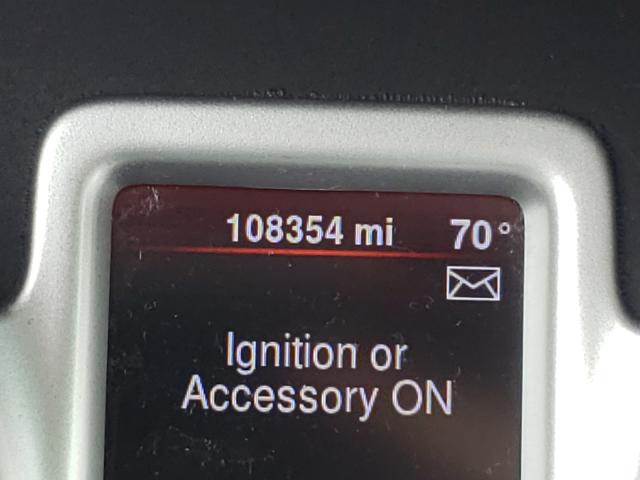 108354 mi 70°
Ignition or
Accessory ON